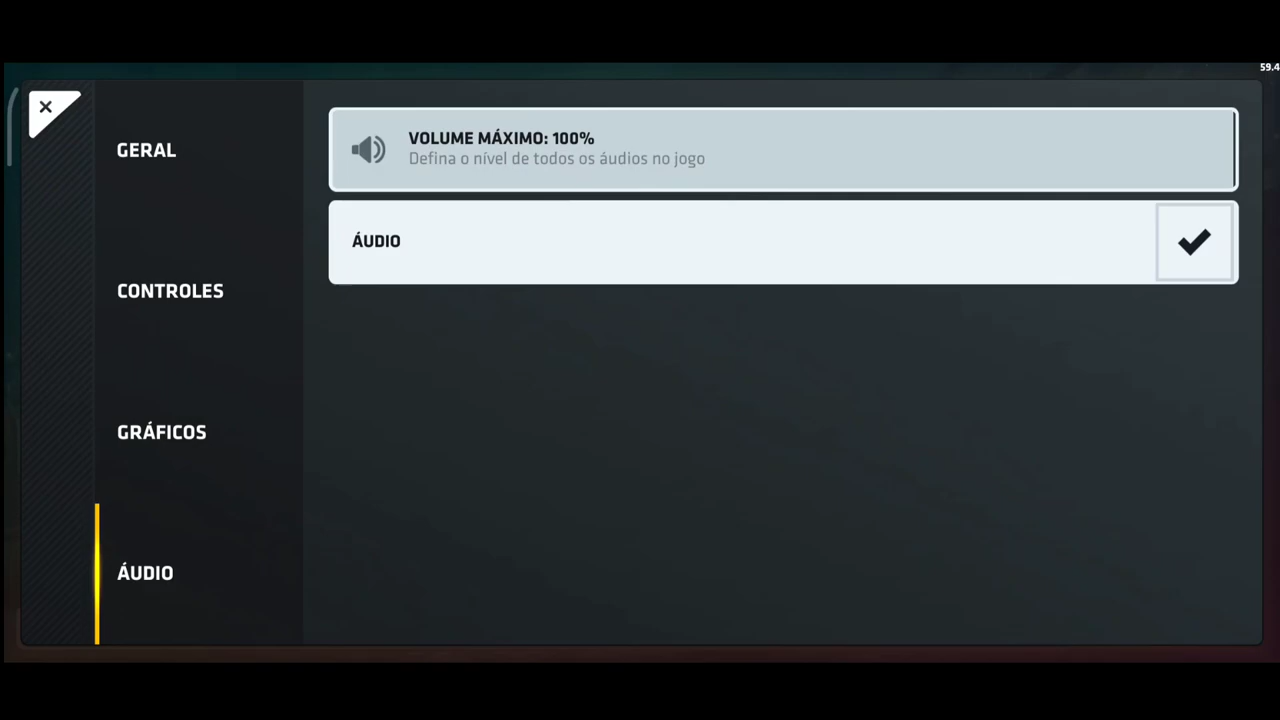 59.4
GERAL
CONTROLES
GRÁFICOS
ÁUDIO
VOLUME MÁXIMO: 100%
Defina o nível de todos os áudios no jogo
ÁUDIO